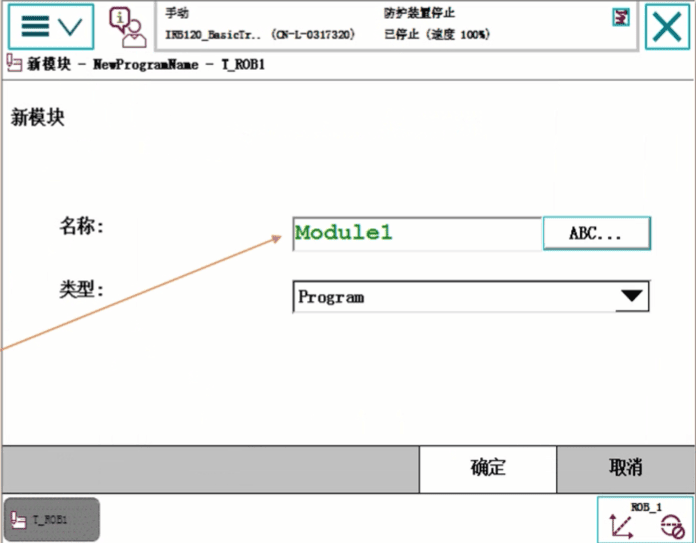 手动
防护装置停止
IRB120_BasicTr.. (CN-L-0317320)
已停止 (速度 100%)
新模块 - NewProgramName - T_ROB1
新模块
名称:
Module1
ABC...
类型:
Program
确定
取消
T_ROB1
ROB_1